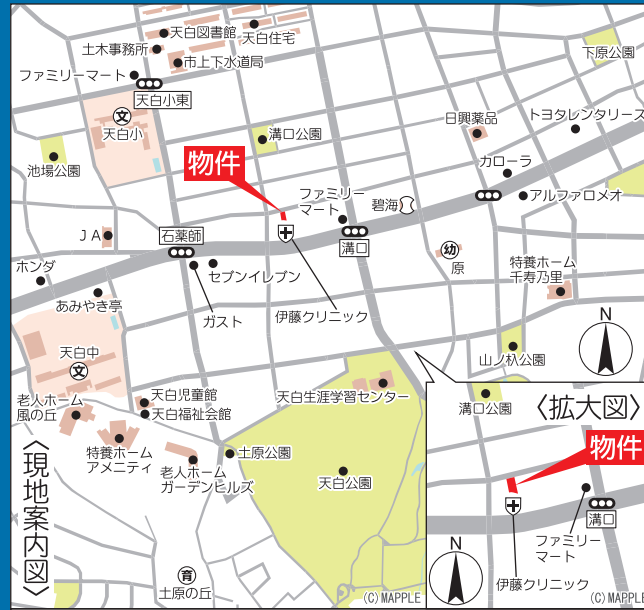 天白図書館
天白住宅
土木事務所
市上下水道局
ファミリーマート
天白小東
下原公園
文
天白小
溝口公園
日興薬品
トヨタレンタリース
池場公園
物件
カローラ
ファミリー
マート
碧海
アルファロメオ
JA
石薬師
溝口
幼
原
ホンダ
セブンイレブン
特養ホーム
千寿乃里
あみやき亭
ガスト
伊藤クリニック
N
天白中
文
山ノ杁公園
天白児童館
天白生涯学習センター
老人ホーム
風の丘
天白福祉会館
特養ホーム
アメニティ
老人ホーム
ガーデンヒルズ
土原公園
天白公園
〈現地案内図〉
育
土原の丘
(C)MAPPLE
溝口公園
〈拡大図〉
物件
溝口
ファミリー
マート
N
伊藤クリニック
(C)MAPPLE